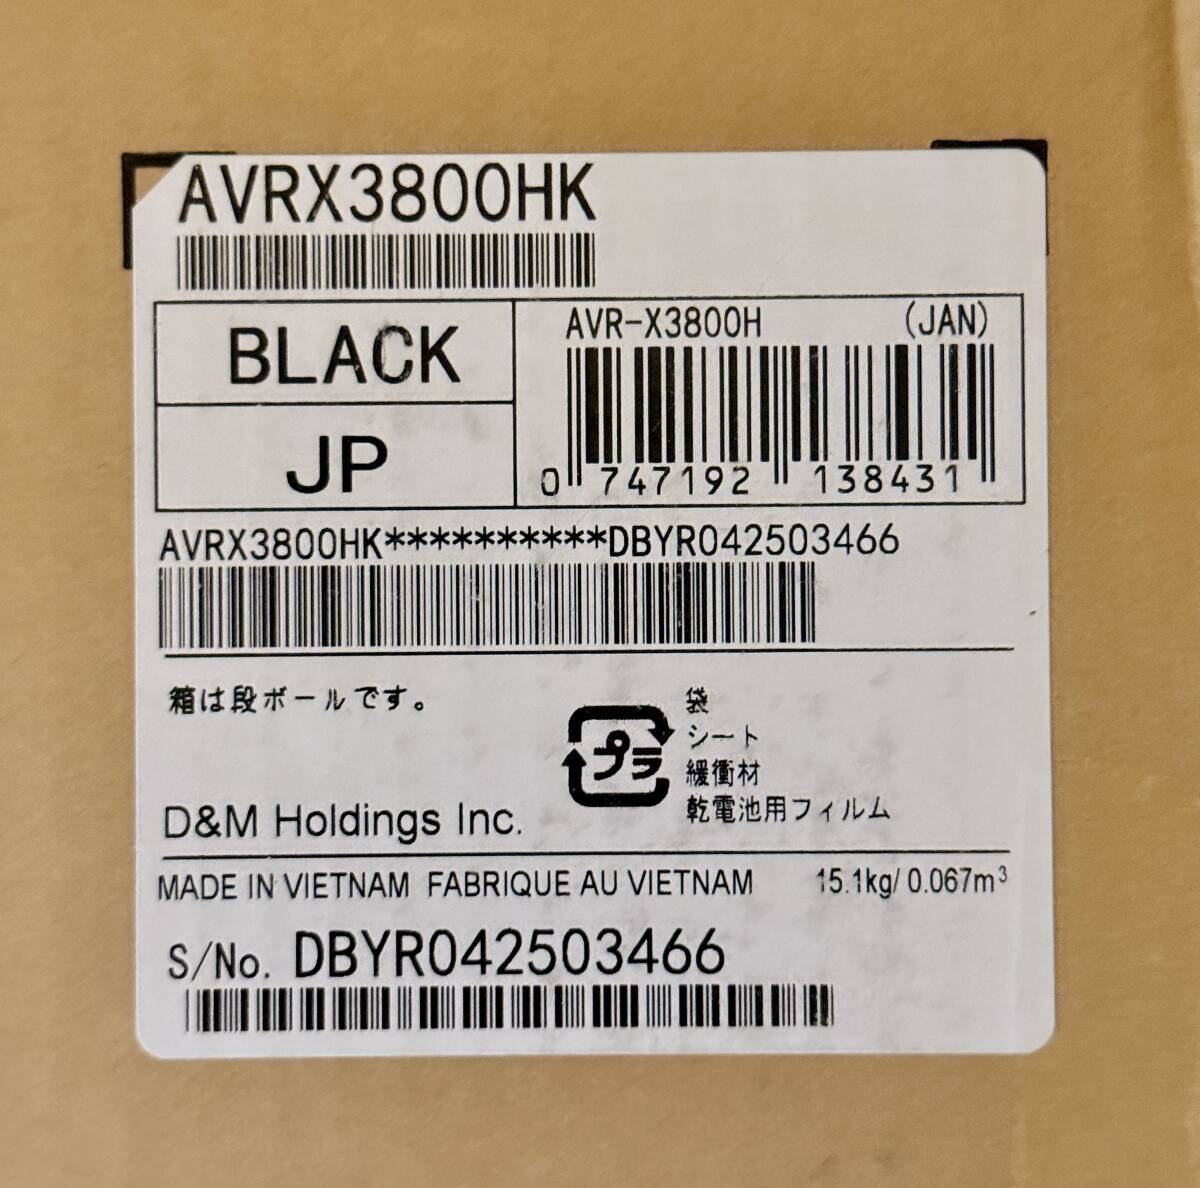 AVRX3800HK
BLACK
JP
AVR-X3800H (JAN)
0 747192 138431
AVRX3800HK**********DBYR042503466
箱は段ボールです。
プラ
袋
シート
緩衝材
乾電池用フィルム
D&M Holdings Inc.
MADE IN VIETNAM FABRIQUE AU VIETNAM 15.1kg/ 0.067m³
S/No. DBYR042503466